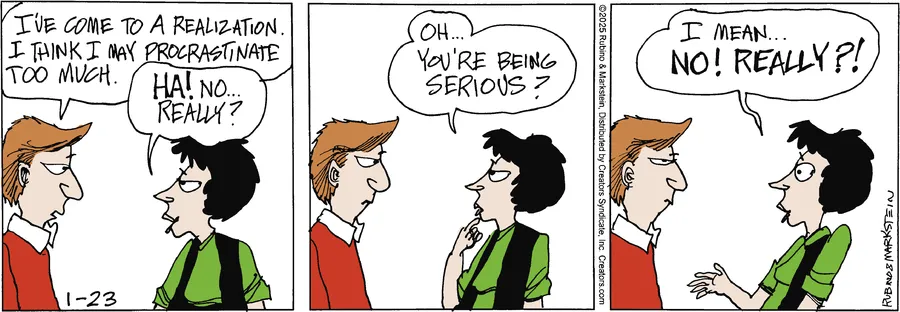 I'VE COME TO A REALIZATION.
I THINK I MAY PROCRASTINATE
TOO MUCH.
HA! NO...
REALLY?
1-23
OH...
YOU'RE BEING
SERIOUS?
©2025 Rubino & Markstein, Distributed by Creators Syndicate, Inc. Creators.com
I MEAN...
NO! REALLY?!
RUBINO & MARKSTEIN